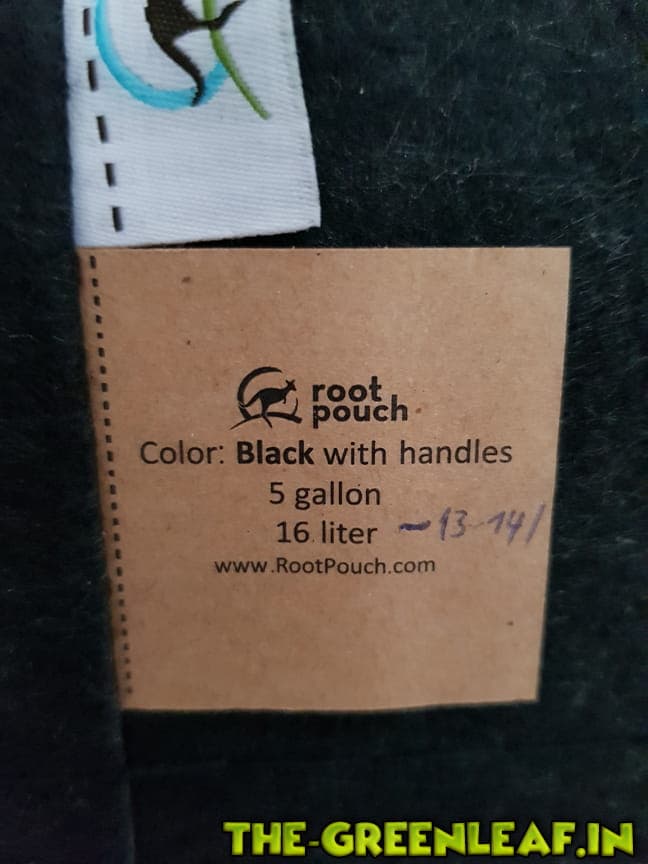 root
pouch
Color: Black with handles
5 gallon
16 liter ~13-14l
www.RootPouch.com
THE-GREENLEAF.IN